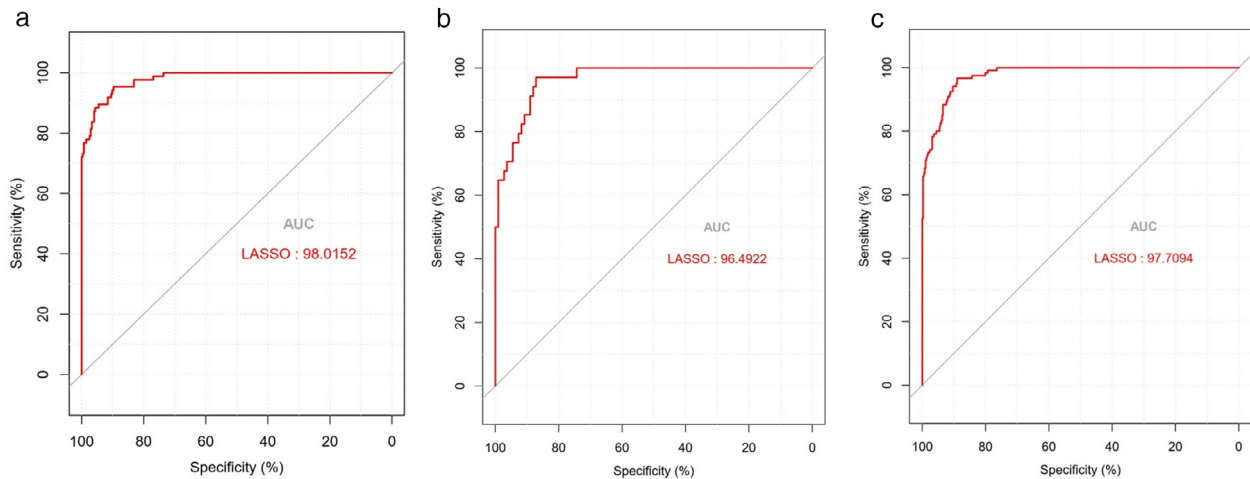 a
100
80
60
40
20
0
Sensitivity (%)
AUC
LASSO : 98.0152
100 80 60 40 20 0
Specificity (%)
b
100
80
60
40
20
0
Sensitivity (%)
AUC
LASSO : 96.4922
100 80 60 40 20 0
Specificity (%)
c
100
80
60
40
20
0
Sensitivity (%)
AUC
LASSO : 97.7094
100 80 60 40 20 0
Specificity (%)